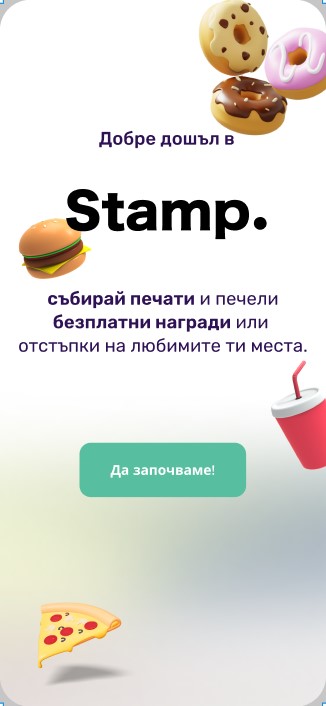 Добре дошъл в
Stamp.
събирай печати и печели
безплатни награди или
отстъпки на любимите ти места.
Да започваме!